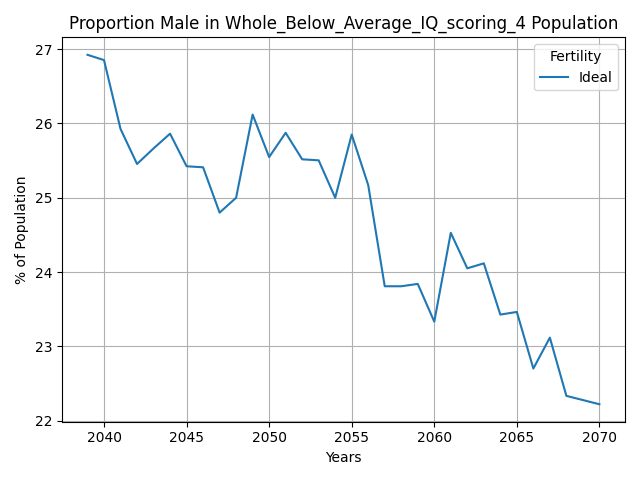 Proportion Male in Whole_Below_Average_IQ_scoring_4 Population
Fertility
Ideal
% of Population
27
26
25
24
23
22
2040 2045 2050 2055 2060 2065 2070
Years